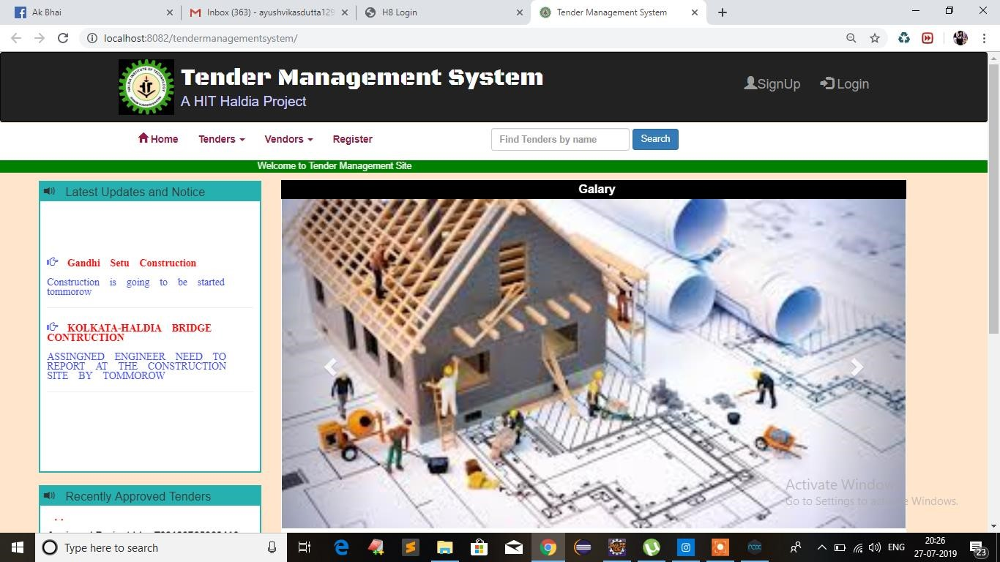 Ak Bhai
Inbox (363) - ayushvikasdutta129
H8 Login
Tender Management System
localhost:8082/tendermanagementsystem/
Tender Management System
A HIT Haldia Project
SignUp
Login
Home
Tenders
Vendors
Register
Find Tenders by name
Search
Welcome to Tender Management Site
Latest Updates and Notice
Gandhi Setu Construction
Construction is going to be started
tommorow
KOLKATA-HALDIA BRIDGE
CONTRUCTION
ASSINGNED ENGINEER NEED TO
REPORT AT THE CONSTRUCTION
SITE BY TOMMOROW
Recently Approved Tenders
Galary
Activate Windows
Go to Settings to activate Windows.
Type here to search
ENG
20:26
27-07-2019
23